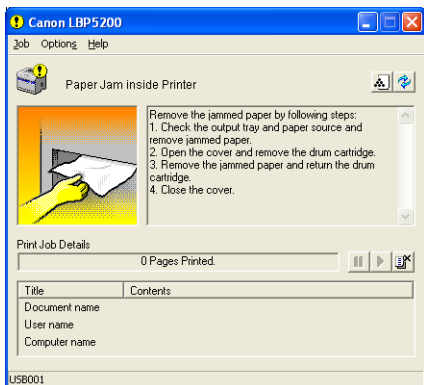 Canon LBP5200
Job Options Help
Paper Jam inside Printer
Remove the jammed paper by following steps:
1. Check the output tray and paper source and
remove jammed paper.
2. Open the cover and remove the drum cartridge.
3. Remove the jammed paper and return the drum
cartridge.
4. Close the cover.
Print Job Details
0 Pages Printed.
Title Contents
Document name
User name
Computer name
USB001